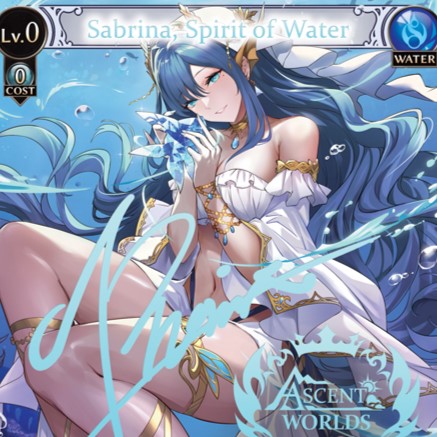 Lv.0
Sabrina, Spirit of Water
WATER
0
COST
ASCENT
WORLDS